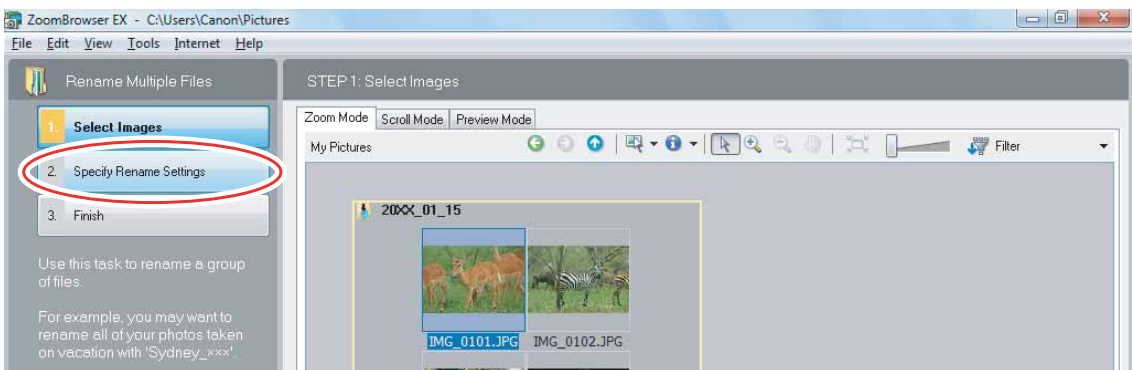 ZoomBrowser EX - C:\Users\Canon\Pictures
File Edit View Tools Internet Help
Rename Multiple Files
STEP 1: Select Images
1. Select Images
2. Specify Rename Settings
3. Finish
Use this task to rename a group
of files.
For example, you may want to
rename all of your photos taken
on vacation with 'Sydney_×××'.
Zoom Mode Scroll Mode Preview Mode
My Pictures Filter
20XX_01_15
IMG_0101.JPG IMG_0102.JPG